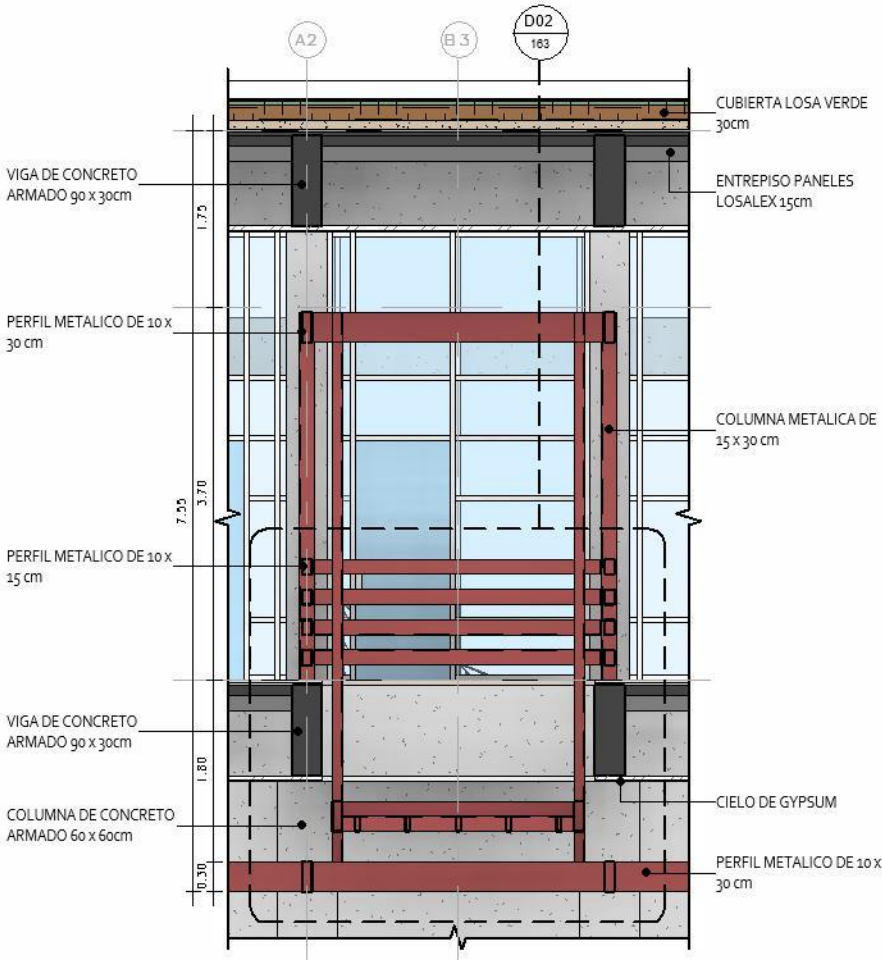 A2
B3
D02
163
CUBIERTA LOSA VERDE
30cm
VIGA DE CONCRETO
ARMADO 90 x 30cm
ENTREPISO PANELES
LOSALEX 15cm
1.75
PERFIL METALICO DE 10 X
30 cm
COLUMNA METALICA DE
15 x 30 cm
3.70
7.55
PERFIL METALICO DE 10 X
15 cm
VIGA DE CONCRETO
ARMADO 90 x 30cm
1.80
CIELO DE GYPSUM
COLUMNA DE CONCRETO
ARMADO 60 x 60cm
PERFIL METALICO DE 10 X
30 cm
0.30